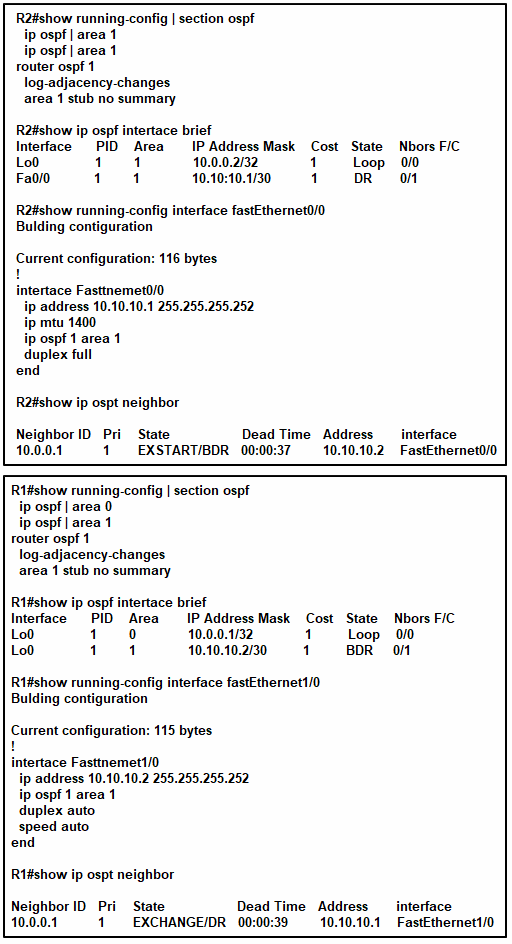 R2#show running-config | section ospf
ip ospf | area 1
ip ospf | area 1
router ospf 1
log-adjacency-changes
area 1 stub no summary
R2#show ip ospf intertace brief
Interface PID Area IP Address Mask Cost State Nbors F/C
Lo0 1 1 10.0.0.2/32 1 Loop 0/0
Fa0/0 1 1 10.10:10.1/30 1 DR 0/1
R2#show running-config interface fastEthernet0/0
Bulding contiguration
Current configuration: 116 bytes
!
intertace Fasttnemet0/0
ip address 10.10.10.1 255.255.255.252
ip mtu 1400
ip ospf 1 area 1
duplex full
end
R2#show ip ospt neighbor
Neighbor ID Pri State Dead Time Address interface
10.0.0.1 1 EXSTART/BDR 00:00:37 10.10.10.2 FastEthernet0/0
R1#show running-config | section ospf
ip ospf | area 0
ip ospf | area 1
router ospf 1
log-adjacency-changes
area 1 stub no summary
R1#show ip ospf intertace brief
Interface PID Area IP Address Mask Cost State Nbors F/C
Lo0 1 0 10.0.0.1/32 1 Loop 0/0
Lo0 1 1 10.10.10.2/30 1 BDR 0/1
R1#show running-config interface fastEthernet1/0
Bulding contiguration
Current configuration: 115 bytes
!
intertace Fasttnemet1/0
ip address 10.10.10.2 255.255.255.252
ip ospf 1 area 1
duplex auto
speed auto
end
R1#show ip ospt neighbor
Neighbor ID Pri State Dead Time Address interface
10.0.0.1 1 EXCHANGE/DR 00:00:39 10.10.10.1 FastEthernet1/0